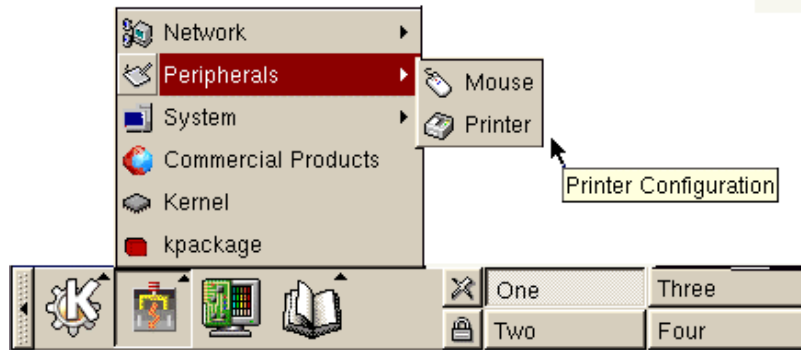 Network
Peripherals
System
Commercial Products
Kernel
kpackage
Mouse
Printer
Printer Configuration
One
Three
Two
Four